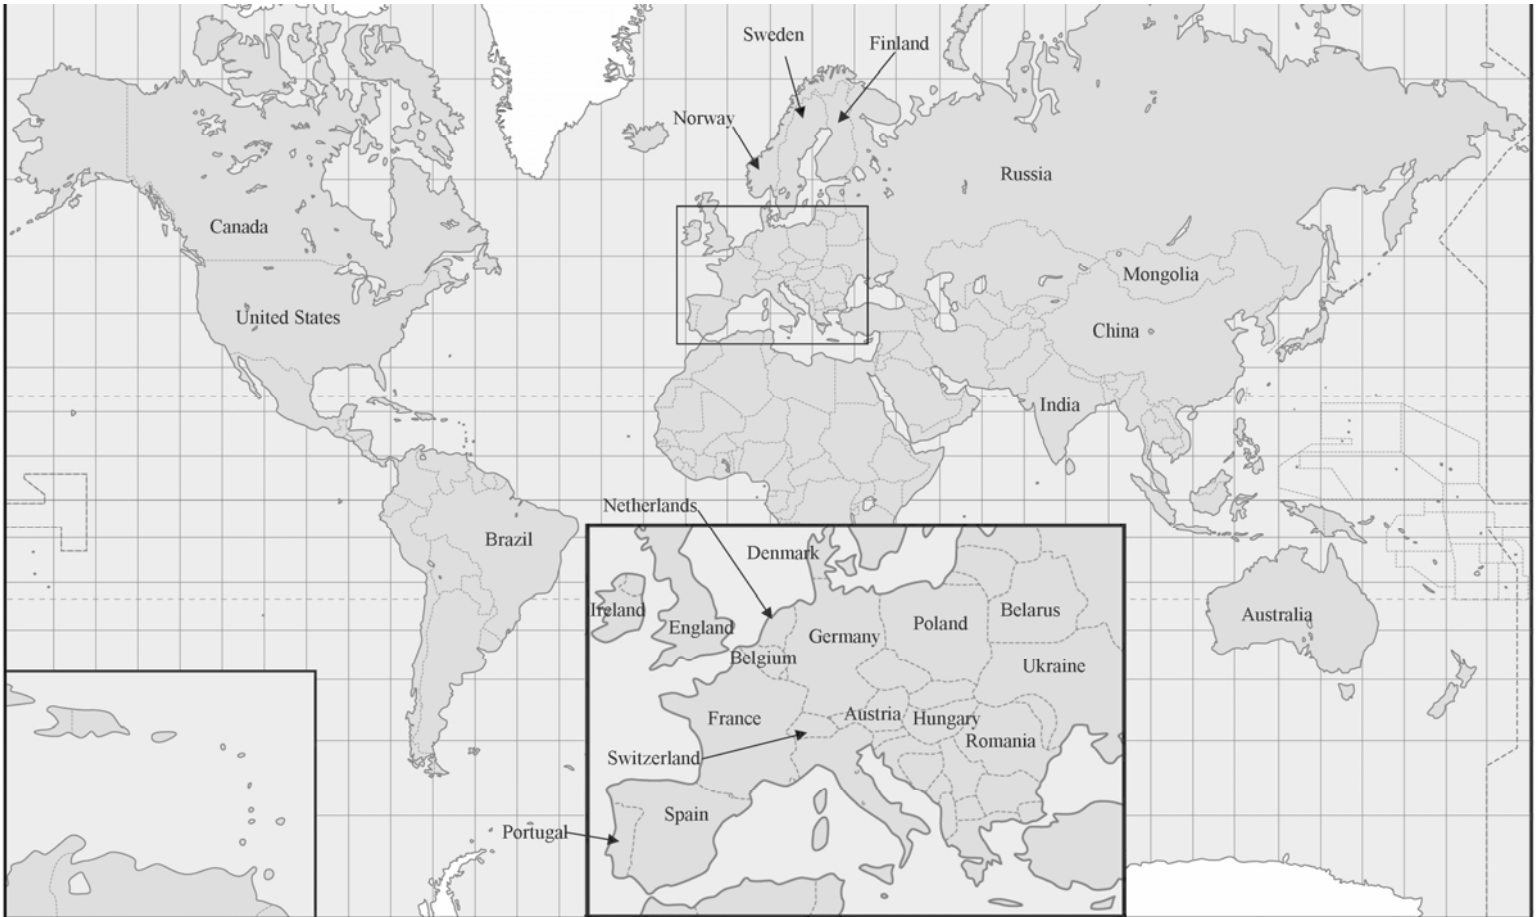 Sweden
Finland
Norway
Russia
Canada
Mongolia
United States
China
India
Netherlands
Brazil
Denmark
Ireland
England
Germany
Poland
Belarus
Australia
Belgium
Ukraine
France
Austria
Hungary
Romania
Switzerland
Spain
Portugal